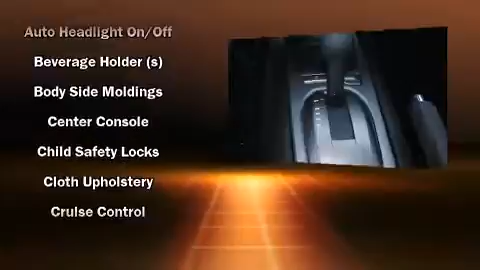 Auto Headlight On/Off
Beverage Holder (s)
Body Side Moldings
Center Console
Child Safety Locks
Cloth Upholstery
Cruise Control